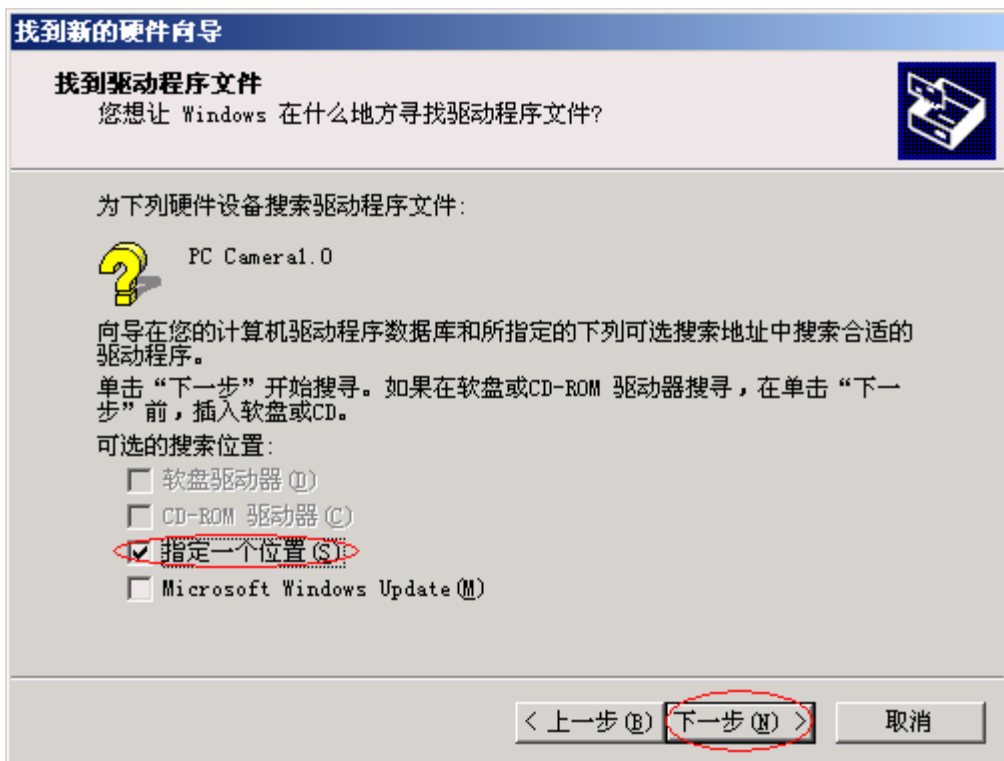 找到新的硬件向导
找到驱动程序文件
您想让 Windows 在什么地方寻找驱动程序文件?
为下列硬件设备搜索驱动程序文件:
PC Camera1.0
向导在您的计算机驱动程序数据库和所指定的下列可选搜索地址中搜索合适的
驱动程序。
单击“下一步”开始搜寻。如果在软盘或CD-ROM 驱动器搜寻，在单击“下一
步”前，插入软盘或CD。
可选的搜索位置:
软盘驱动器(D)
CD-ROM 驱动器(C)
指定一个位置(S)
Microsoft Windows Update(M)
< 上一步(B) 下一步(N) > 取消